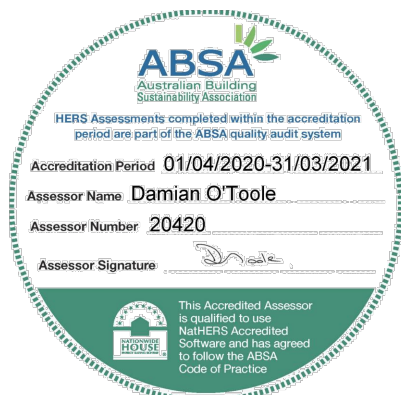 ABSA
Australian Building
Sustainability Association
HERS Assessments completed within the accreditation
period are part of the ABSA quality audit system
Accreditation Period 01/04/2020-31/03/2021
Assessor Name Damian O'Toole
Assessor Number 20420
Assessor Signature
This Accredited Assessor
is qualified to use
NatHERS Accredited
Software and has agreed
to follow the ABSA
Code of Practice
NATIONWIDE
HOUSE